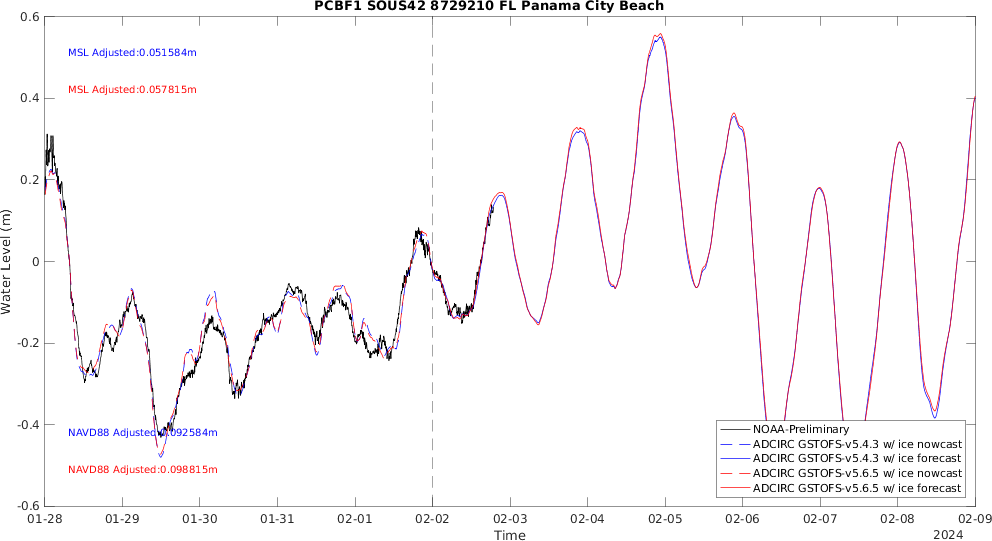 PCBF1 SOUS42 8729210 FL Panama City Beach
0.6
MSL Adjusted:0.051584m
MSL Adjusted:0.057815m
0.4
0.2
0
-0.2
-0.4
-0.6
Water Level (m)
NAVD88 Adjusted:0.092584m
NAVD88 Adjusted:0.098815m
NOAA-Preliminary
ADCIRC GSTOFS-v5.4.3 w/ ice nowcast
ADCIRC GSTOFS-v5.4.3 w/ ice forecast
ADCIRC GSTOFS-v5.6.5 w/ ice nowcast
ADCIRC GSTOFS-v5.6.5 w/ ice forecast
01-28 01-29 01-30 01-31 02-01 02-02 02-03 02-04 02-05 02-06 02-07 02-08 02-09
Time
2024